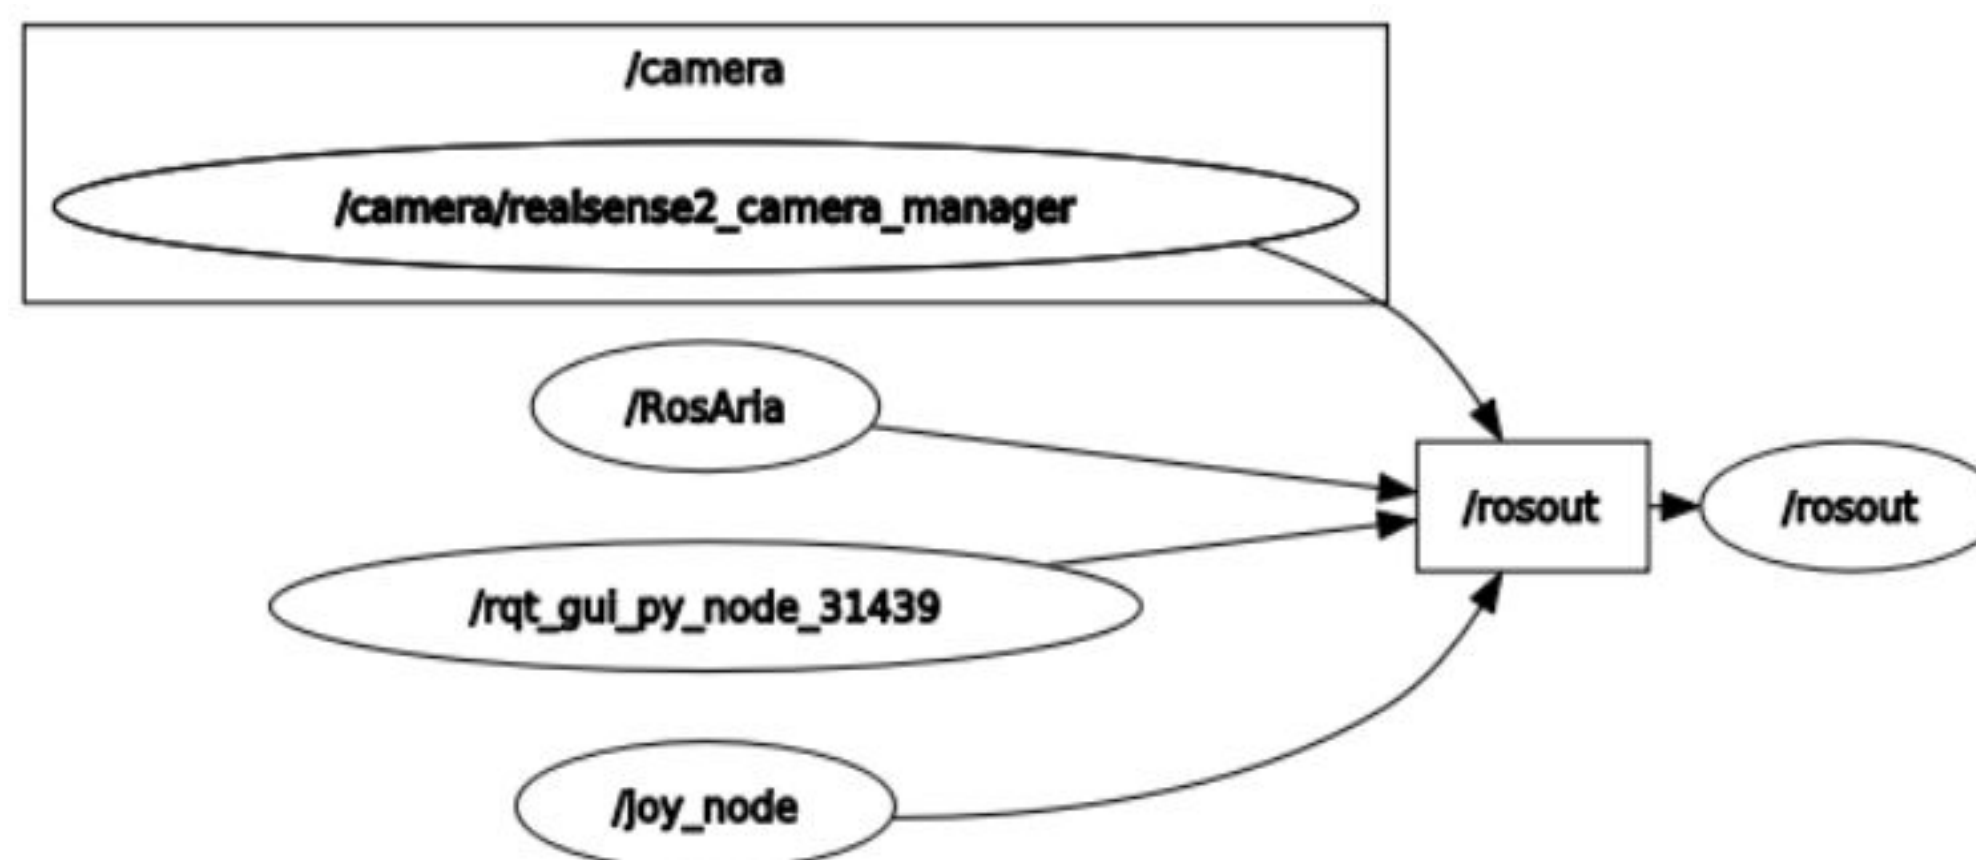 /camera
/camera/realsense2_camera_manager
/RosAria
/rosout
/rosout
/rqt_gui_py_node_31439
/joy_node